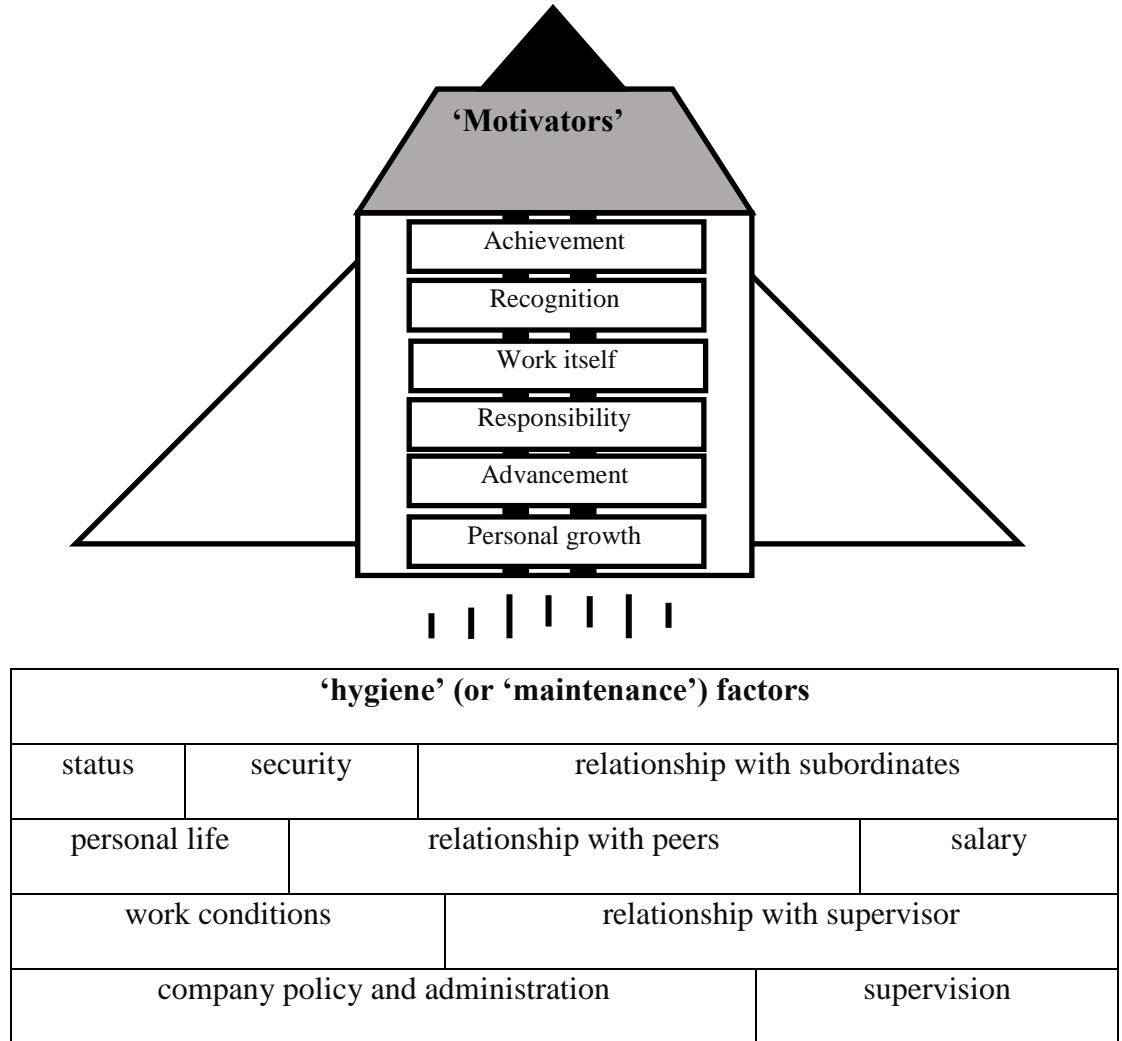 ‘Motivators’
Achievement
Recognition
Work itself
Responsibility
Advancement
Personal growth
‘hygiene’ (or ‘maintenance’) factors
status security relationship with subordinates
personal life relationship with peers salary
work conditions relationship with supervisor
company policy and administration supervision